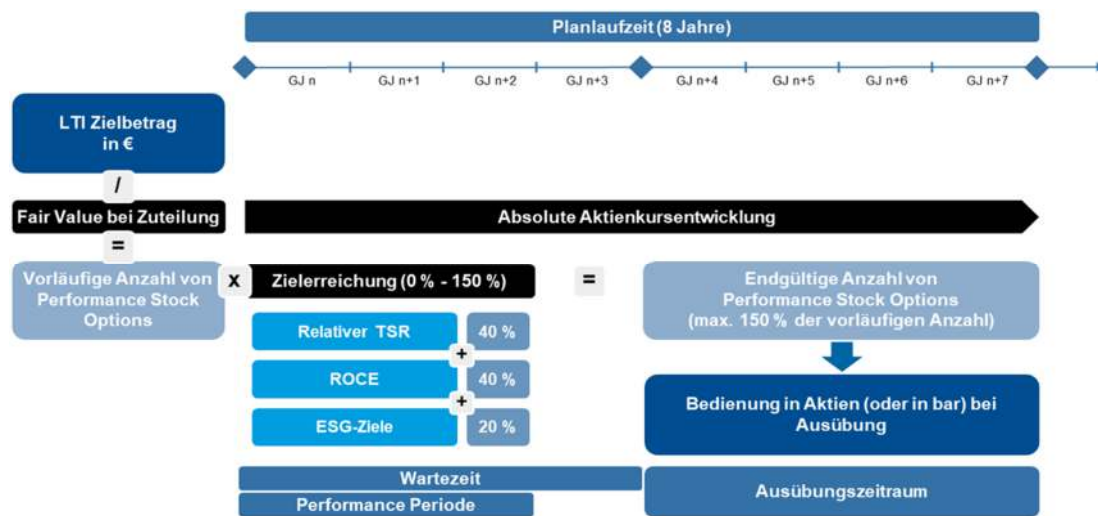 Planlaufzeit (8 Jahre)
GJ n GJ n+1 GJ n+2 GJ n+3 GJ n+4 GJ n+5 GJ n+6 GJ n+7
LTI Zielbetrag
in €
/
Fair Value bei Zuteilung
Absolute Aktienkursentwicklung
=
Vorläufige Anzahl von
Performance Stock
Options
x
Zielerreichung (0 % - 150 %)
=
Endgültige Anzahl von
Performance Stock Options
(max. 150 % der vorläufigen Anzahl)
Relativer TSR 40 %
+
ROCE 40 %
+
ESG-Ziele 20 %
Bedienung in Aktien (oder in bar) bei
Ausübung
Wartezeit
Performance Periode
Ausübungszeitraum